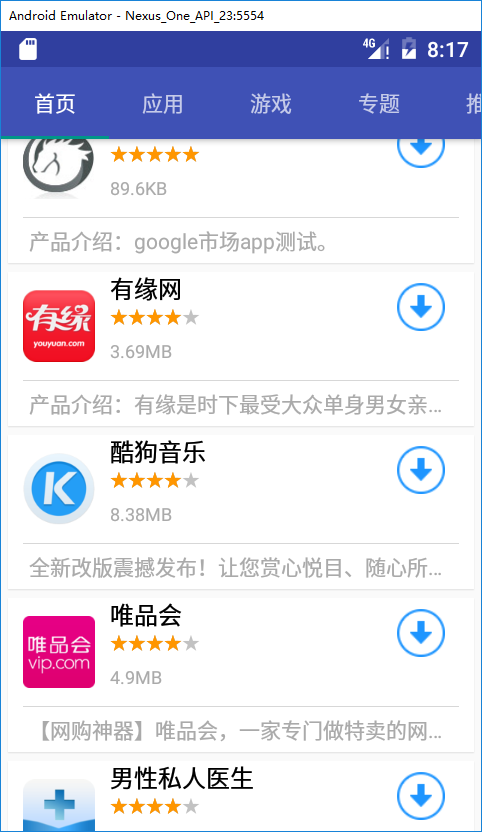 Android Emulator - Nexus_One_API_23:5554
4G 8:17
首页 应用 游戏 专题 推
89.6KB
产品介绍：google市场app测试。
有缘网
有缘
youyuan.com
3.69MB
产品介绍：有缘是时下最受大众单身男女亲...
酷狗音乐
K
8.38MB
全新改版震撼发布！让您赏心悦目、随心所...
唯品会
唯品会
vip.com
4.9MB
【网购神器】唯品会，一家专门做特卖的网...
男性私人医生